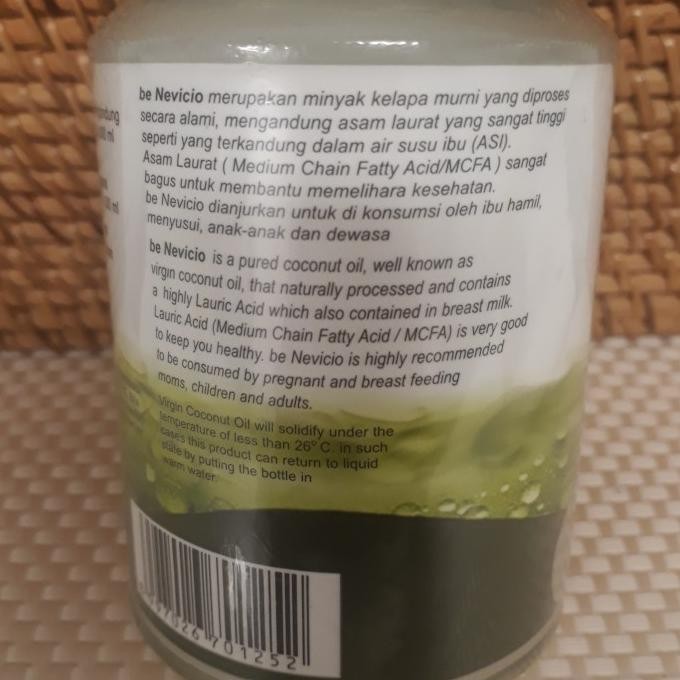 be Nevicio merupakan minyak kelapa murni yang diproses
secara alami, mengandung asam laurat yang sangat tinggi
seperti yang terkandung dalam air susu ibu (ASI).
Asam Laurat ( Medium Chain Fatty Acid/MCFA ) sangat
bagus untuk membantu memelihara kesehatan.
be Nevicio dianjurkan untuk di konsumsi oleh ibu hamil,
menyusui, anak-anak dan dewasa
be Nevicio is a pured coconut oil, well known as
virgin coconut oil, that naturally processed and contains
a highly Lauric Acid which also contained in breast milk.
Lauric Acid (Medium Chain Fatty Acid / MCFA) is very good
to keep you healthy. be Nevicio is highly recommended
to be consumed by pregnant and breast feeding
moms, children and adults.
Virgin Coconut Oil will solidify under the
temperature of less than 26° C. in such
cases this product can return to liquid
state by putting the bottle in
warm water.
701252